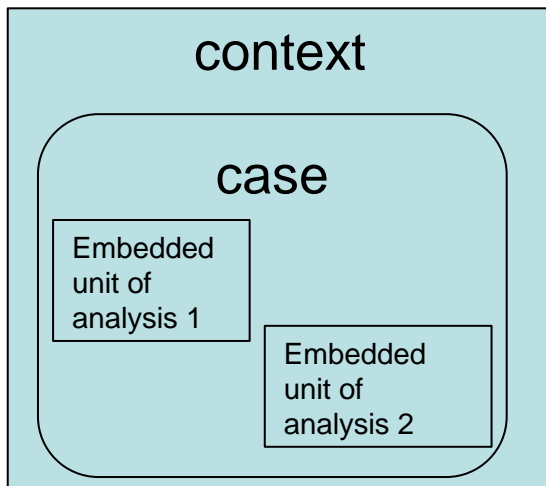 context
case
Embedded
unit of
analysis 1
Embedded
unit of
analysis 2